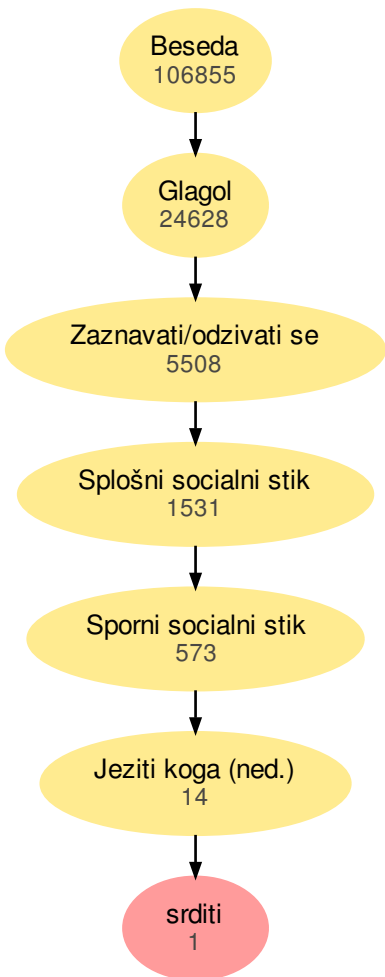 Beseda
106855
Glagol
24628
Zaznavati/odzivati se
5508
Splošni socialni stik
1531
Sporni socialni stik
573
Jeziti koga (ned.)
14
srditi
1